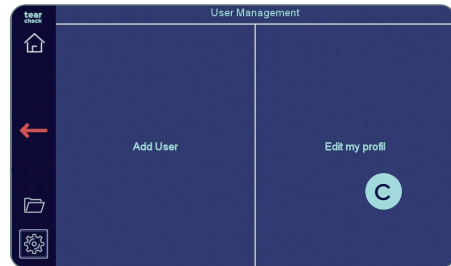 tear
check
User Management
Add User
Edit my profil
C